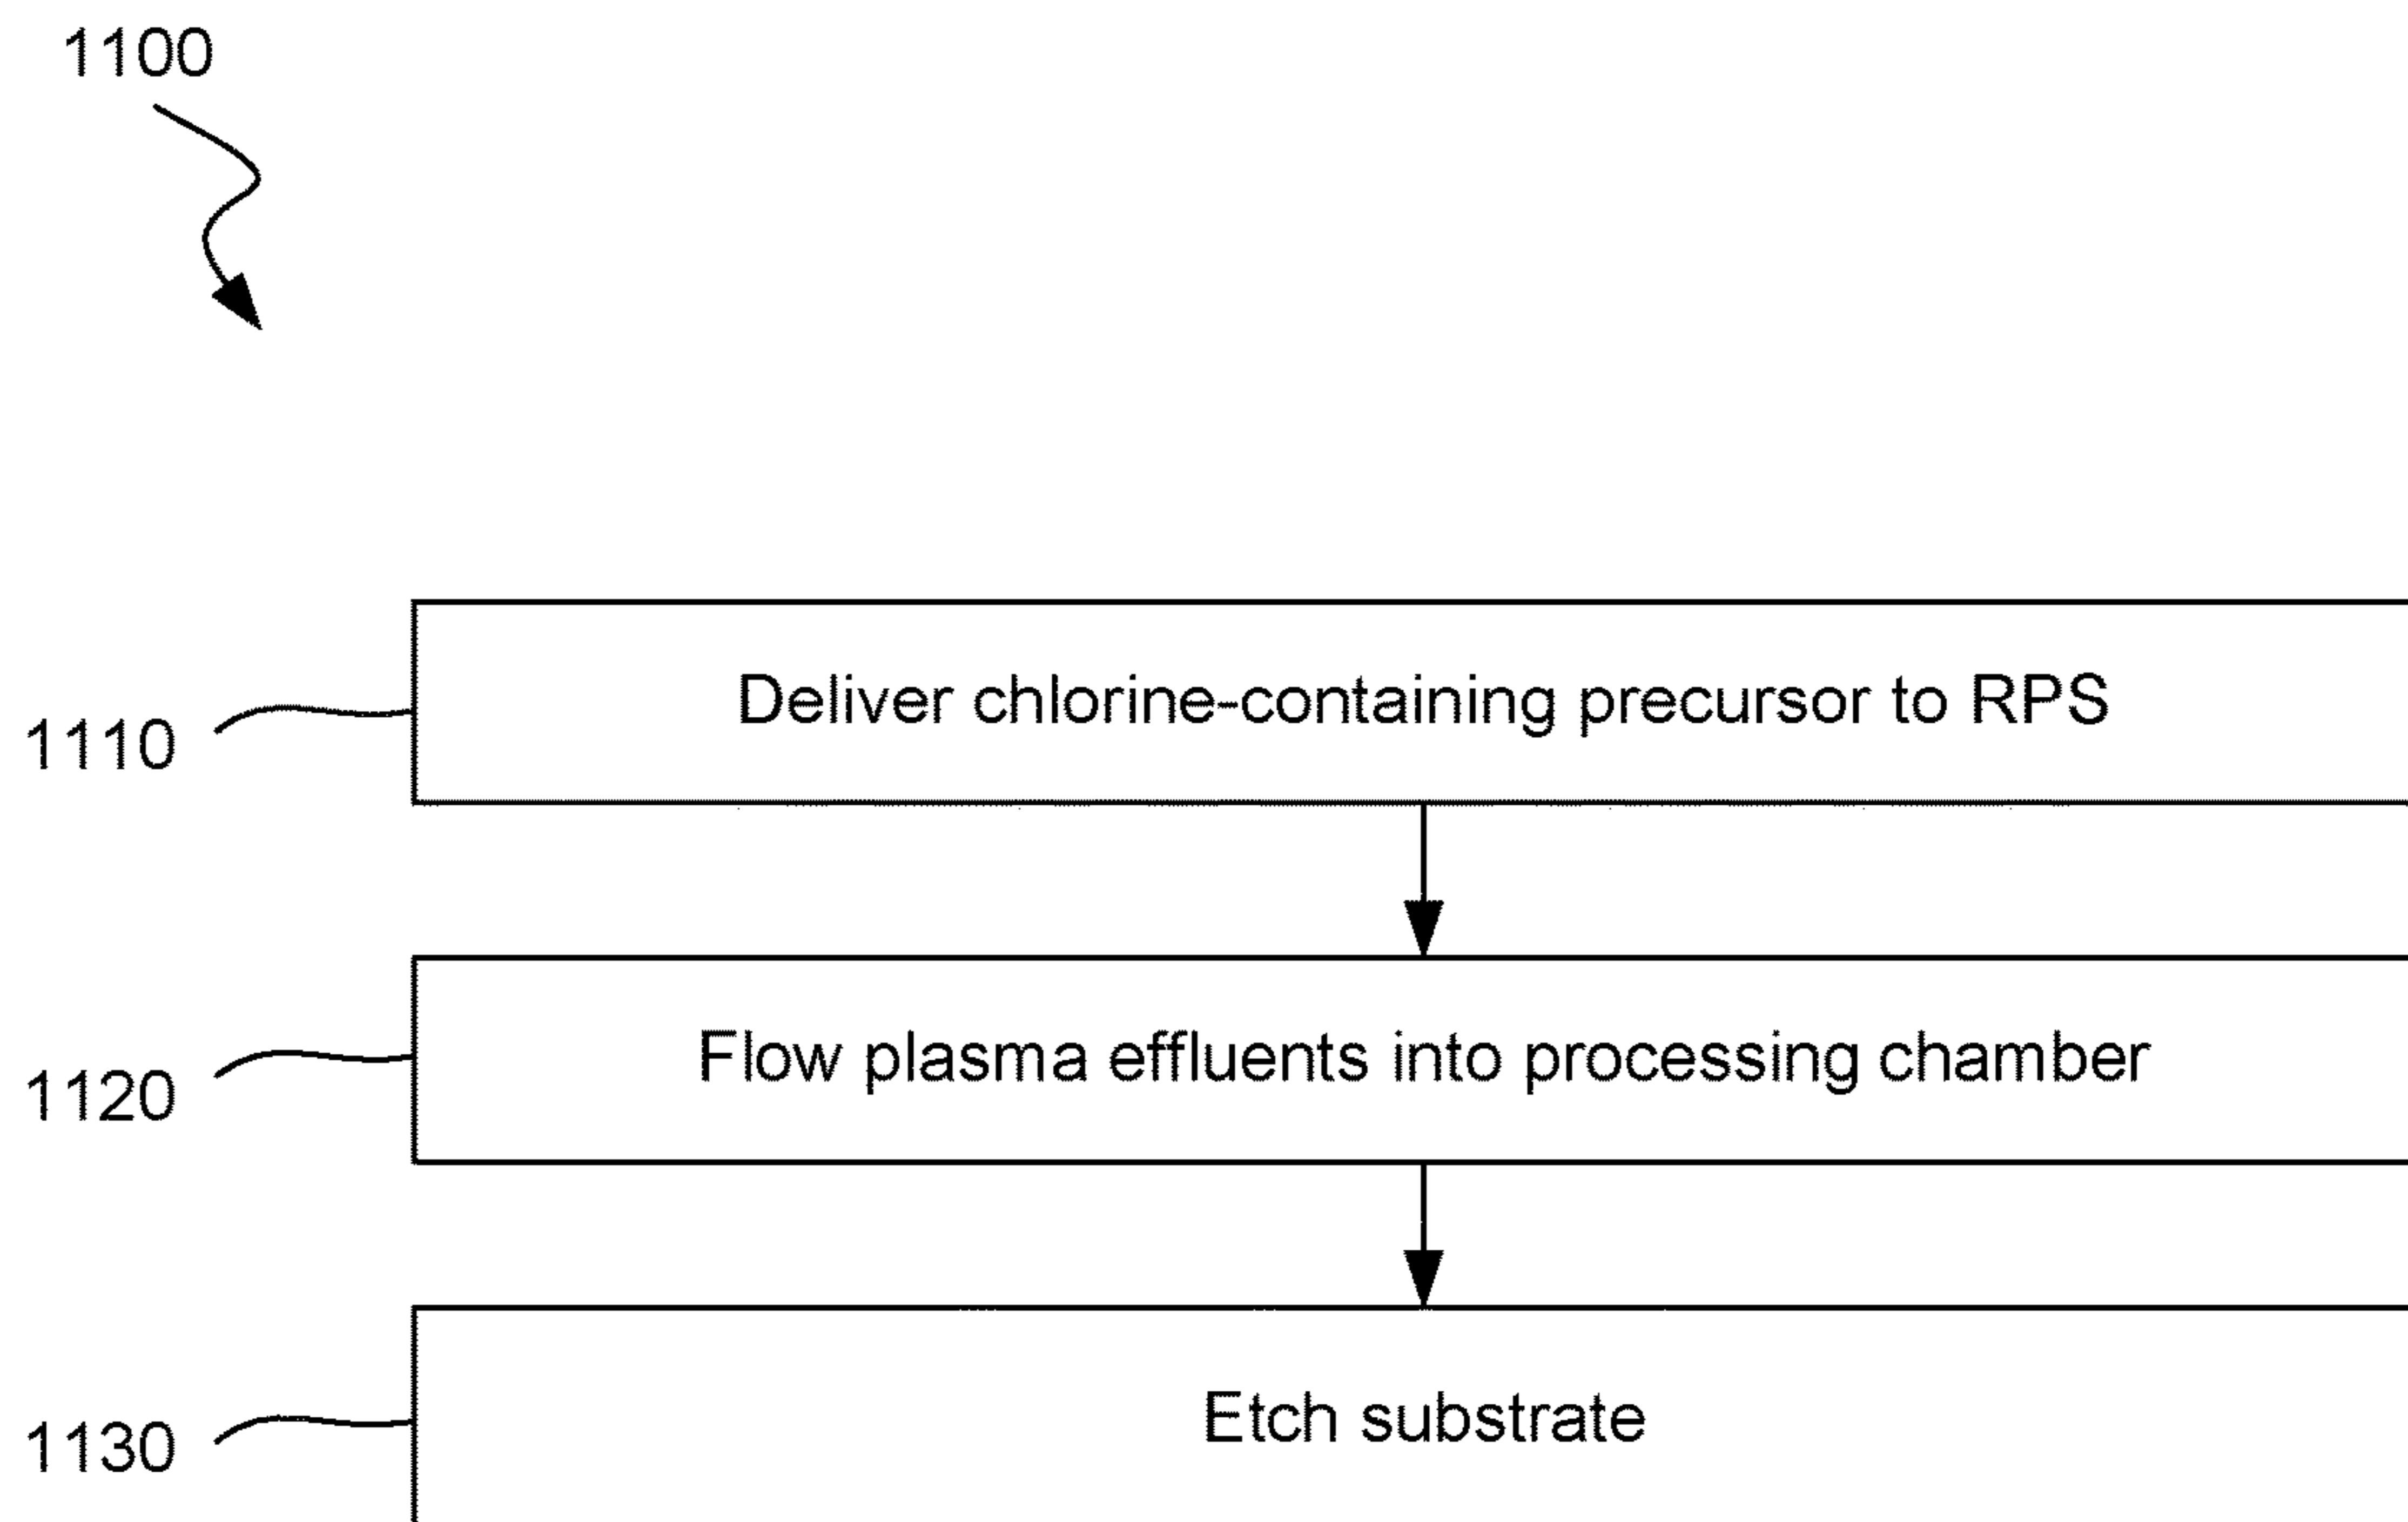 1100
1110 Deliver chlorine-containing precursor to RPS
1120 Flow plasma effluents into processing chamber
1130 Etch substrate